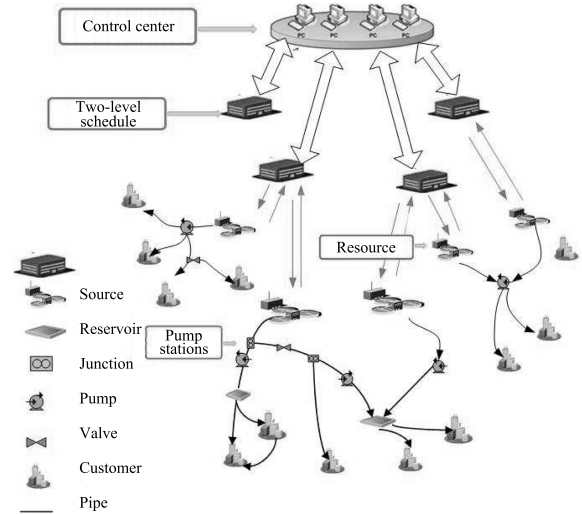 Control center
PC PC PC PC
Two-level
schedule
Resource
Source
Reservoir
Pump
stations
Junction
Pump
Valve
Customer
Pipe